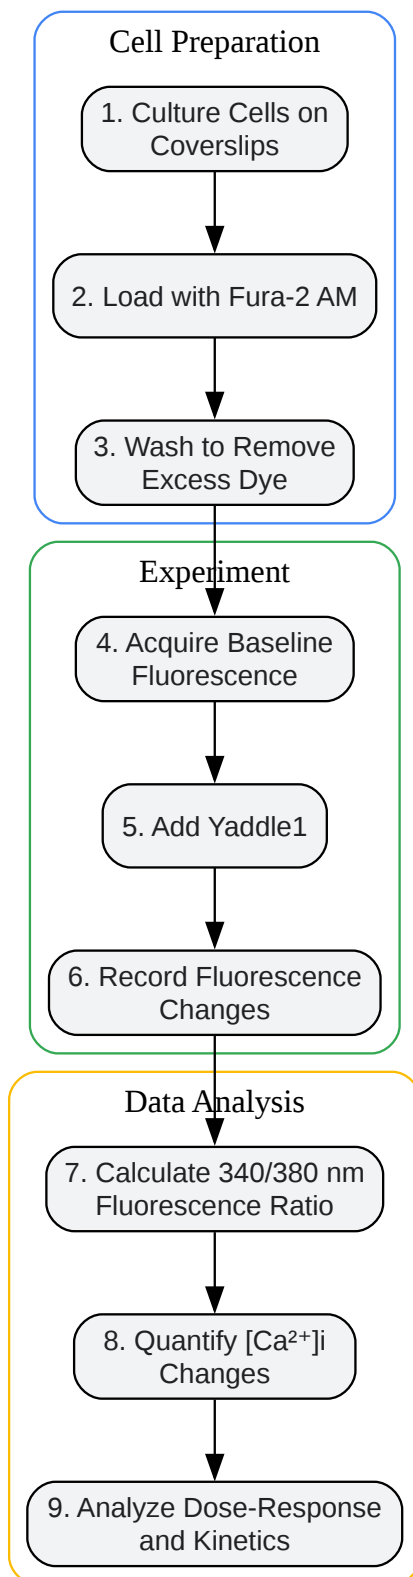 Cell Preparation
1. Culture Cells on
Coverslips
2. Load with Fura-2 AM
3. Wash to Remove
Excess Dye
Experiment
4. Acquire Baseline
Fluorescence
5. Add Yaddle1
6. Record Fluorescence
Changes
Data Analysis
7. Calculate 340/380 nm
Fluorescence Ratio
8. Quantify [Ca²⁺]i
Changes
9. Analyze Dose-Response
and Kinetics